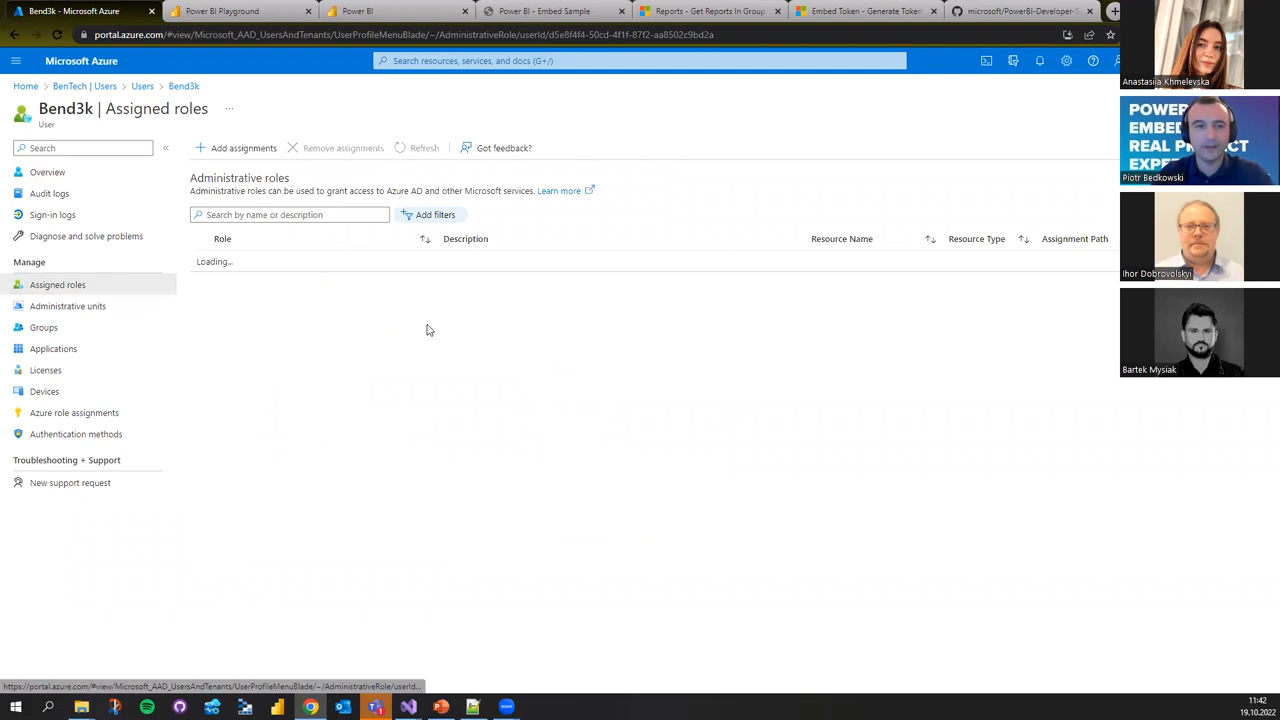 Bend3k - Microsoft Azure
Power BI Playground
Power BI
Power BI - Embed Sample
Reports - Get Reports In Group
Embed Token - Generate Token
microsoft/PowerBI-Developer-S
portal.azure.com/#view/Microsoft_AAD_UsersAndTenants/UserProfileMenuBlade/~/AdministrativeRole/userId/d5e8f4f4-50cd-4f1f-87f2-aa8502c9bd2a
Microsoft Azure
Search resources, services, and docs (G+/)
Home > BenTech | Users > Users > Bend3k
Bend3k | Assigned roles ...
User
Search
«
Add assignments
Remove assignments
Refresh
Got feedback?
Overview
Audit logs
Sign-in logs
Diagnose and solve problems
Manage
Assigned roles
Administrative units
Groups
Applications
Licenses
Devices
Azure role assignments
Authentication methods
Troubleshooting + Support
New support request
Administrative roles
Administrative roles can be used to grant access to Azure AD and other Microsoft services. Learn more
Search by name or description
Add filters
Role
Description
Resource Name
Resource Type
Assignment Path
Loading...
Anastasiia Khmelevska
POWER
EMBE
REAL PR CT
EXPE
Piotr Bedkowski
Ihor Dobrovolskyi
Bartek Mysiak
https://portal.azure.com/#view/Microsoft_AAD_UsersAndTenants/UserProfileMenuBlade/~/AdministrativeRole/userId...
11:42
19.10.2022